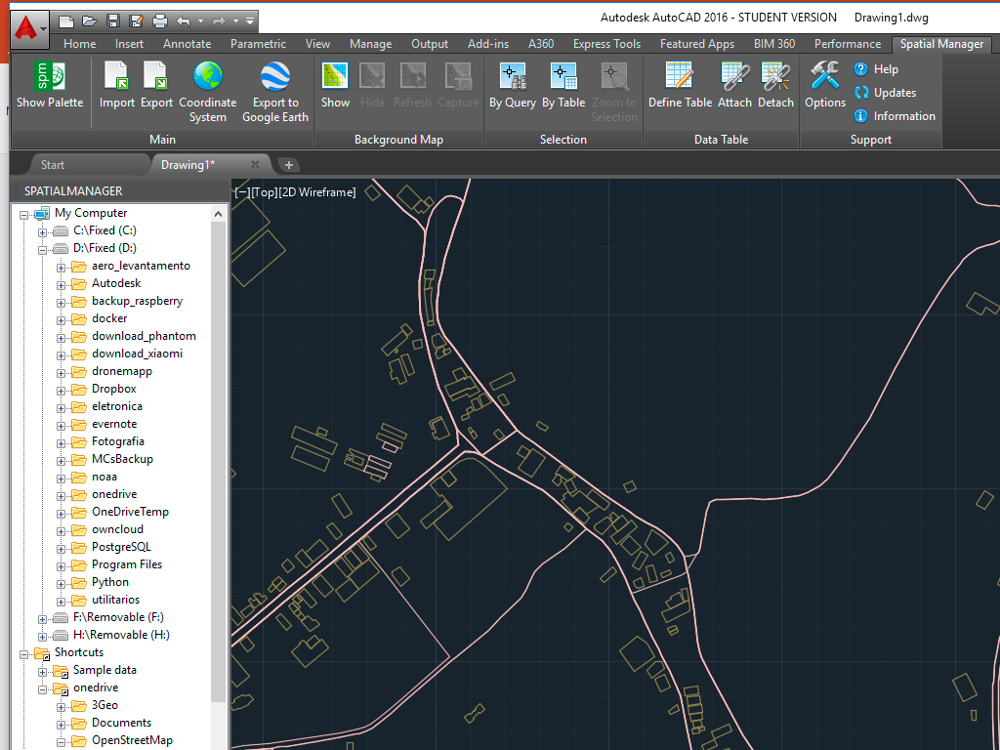 Autodesk AutoCAD 2016 - STUDENT VERSION Drawing1.dwg
Home Insert Annotate Parametric View Manage Output Add-ins A360 Express Tools Featured Apps BIM 360 Performance Spatial Manager
spm
Show Palette
Import
Export
Coordinate
System
Export to
Google Earth
Main
Show
Hide
Refresh
Capture
Background Map
By Query
By Table
Zoom to
Selection
Selection
Define Table
Attach
Detach
Data Table
Options
Help
Updates
Information
Support
Start
Drawing1*
SPATIALMANAGER
[−][Top][2D Wireframe]
My Computer
C:\Fixed (C:)
D:\Fixed (D:)
aero_levantamento
Autodesk
backup_raspberry
docker
download_phantom
download_xiaomi
dronemapp
Dropbox
eletronica
evernote
Fotografia
MCsBackup
noaa
onedrive
OneDriveTemp
owncloud
PostgreSQL
Program Files
Python
utilitarios
F:\Removable (F:)
H:\Removable (H:)
Shortcuts
Sample data
onedrive
3Geo
Documents
OpenStreetMap